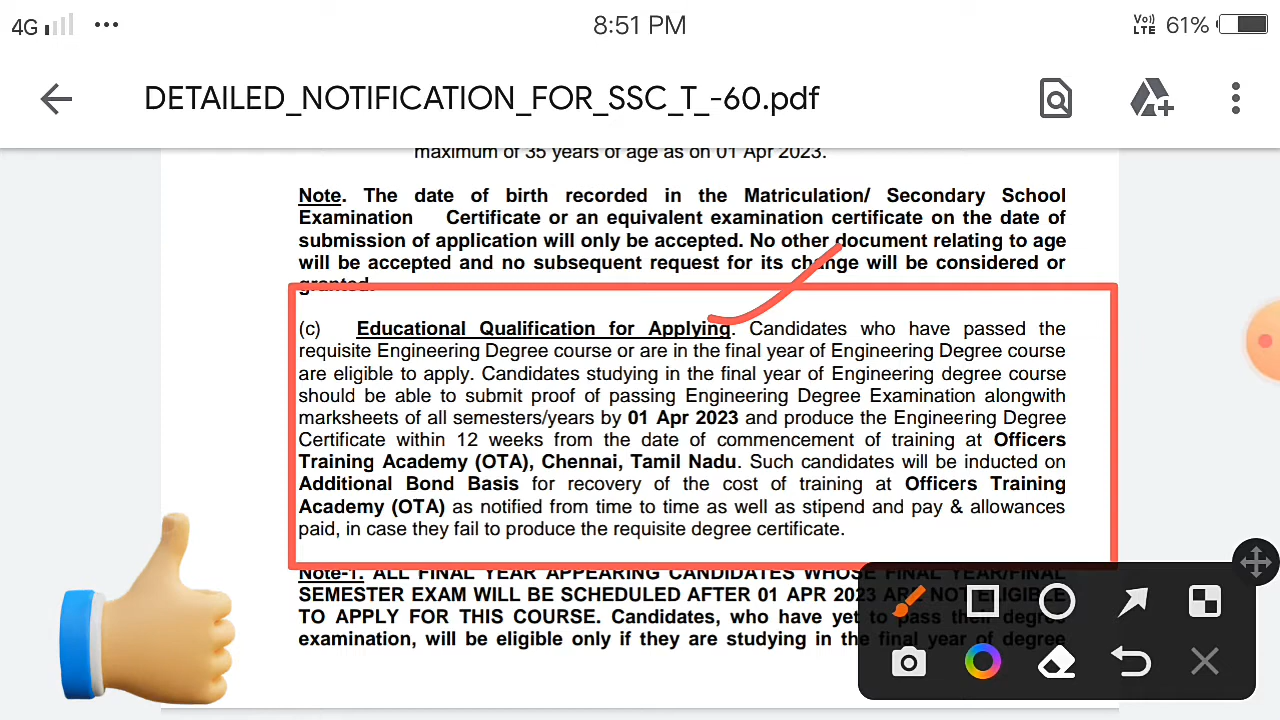 4G 8:51 PM Vo)) LTE 61%
DETAILED_NOTIFICATION_FOR_SSC_T_-60.pdf
maximum of 35 years of age as on 01 Apr 2023.
Note. The date of birth recorded in the Matriculation/ Secondary School
Examination Certificate or an equivalent examination certificate on the date of
submission of application will only be accepted. No other document relating to age
will be accepted and no subsequent request for its change will be considered or
granted.
(c) Educational Qualification for Applying. Candidates who have passed the
requisite Engineering Degree course or are in the final year of Engineering Degree course
are eligible to apply. Candidates studying in the final year of Engineering degree course
should be able to submit proof of passing Engineering Degree Examination alongwith
marksheets of all semesters/years by 01 Apr 2023 and produce the Engineering Degree
Certificate within 12 weeks from the date of commencement of training at Officers
Training Academy (OTA), Chennai, Tamil Nadu. Such candidates will be inducted on
Additional Bond Basis for recovery of the cost of training at Officers Training
Academy (OTA) as notified from time to time as well as stipend and pay & allowances
paid, in case they fail to produce the requisite degree certificate.
Note-1. ALL FINAL YEAR APPEARING CANDIDATES WHOSE FINAL YEAR/FINAL
SEMESTER EXAM WILL BE SCHEDULED AFTER 01 APR 2023 ARE NOT ELIGIBLE
TO APPLY FOR THIS COURSE. Candidates, who have yet to pass their degree
examination, will be eligible only if they are studying in the final year of degree